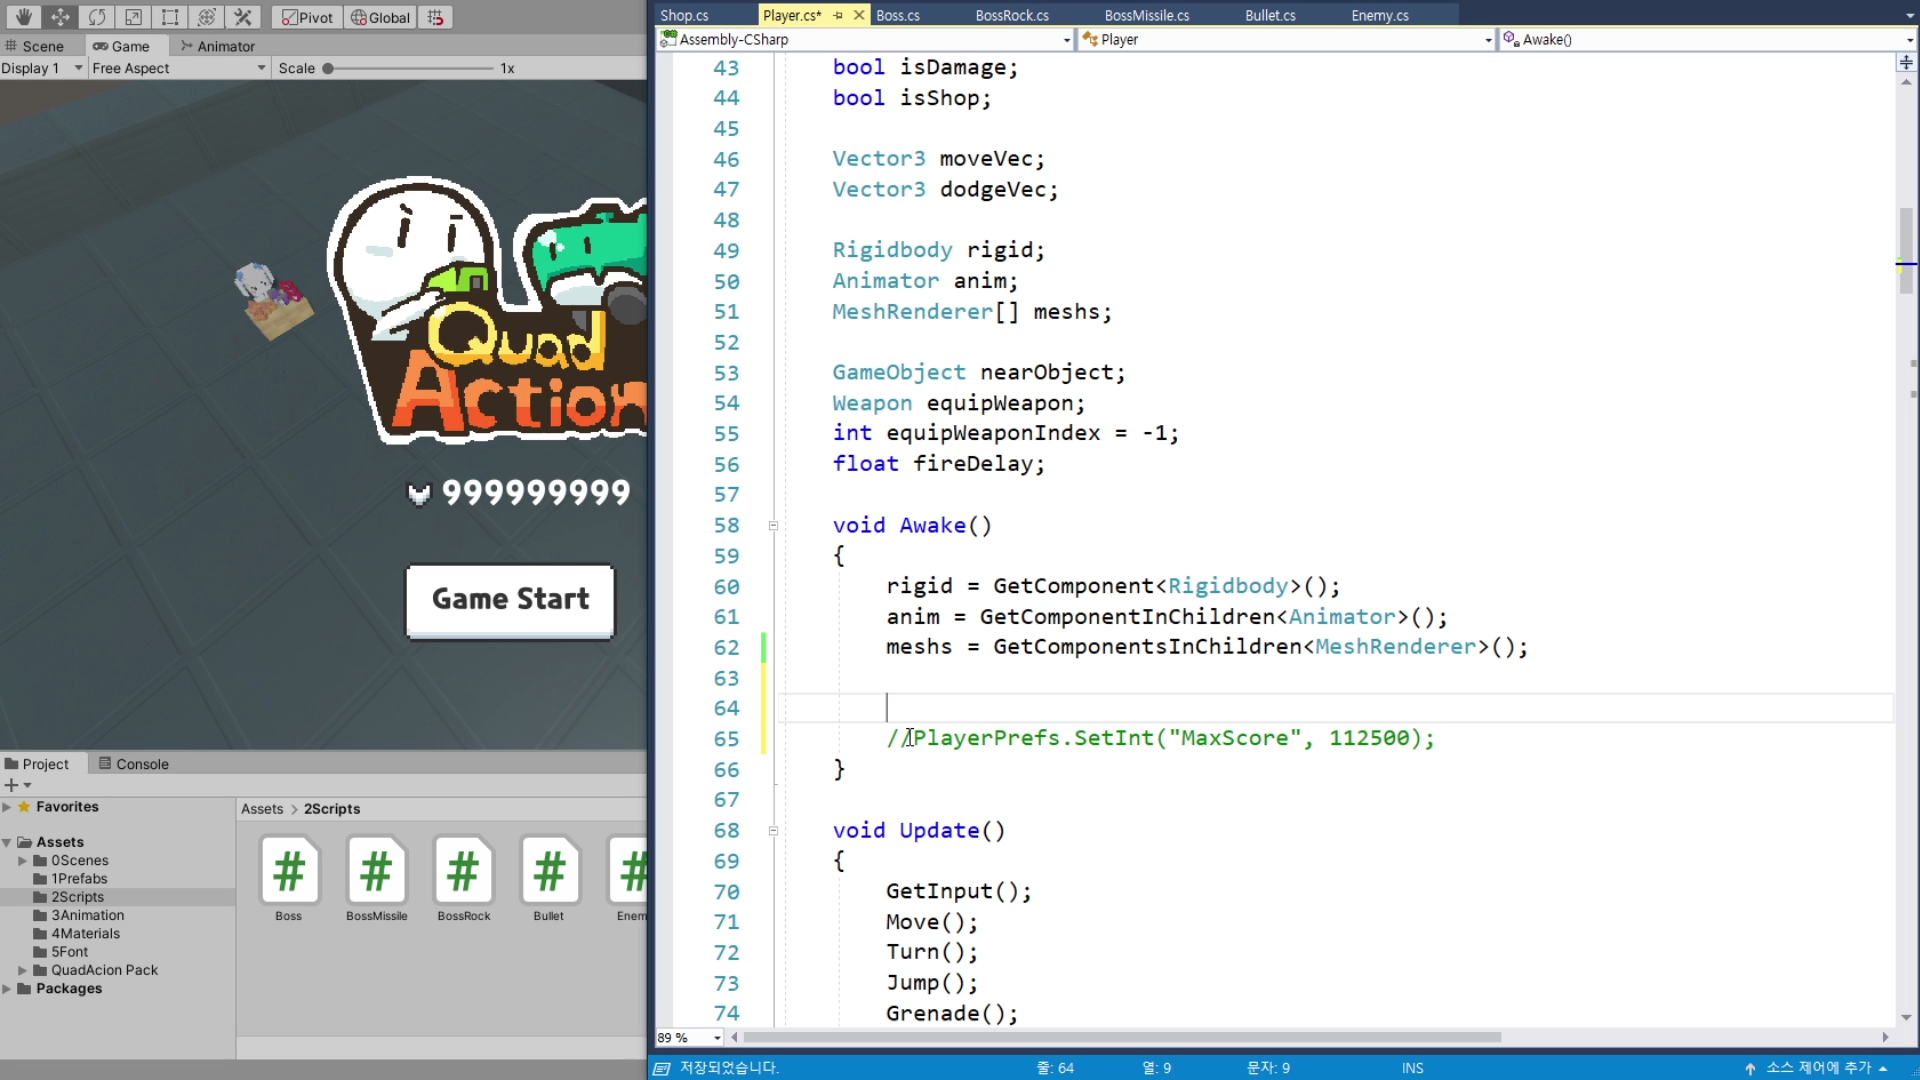 Pivot
Global
Scene
Game
Animator
Display 1
Free Aspect
Scale
1x
Quad
Action
999999999
Game Start
Project
Console
Favorites
Assets
0Scenes
1Prefabs
2Scripts
3Animation
4Materials
5Font
QuadAcion Pack
Packages
Assets > 2Scripts
Boss
BossMissile
BossRock
Bullet
Enem
Shop.cs
Player.cs*
Boss.cs
BossRock.cs
BossMissile.cs
Bullet.cs
Enemy.cs
Assembly-CSharp
Player
Awake()
43 bool isDamage;
44 bool isShop;
45
46 Vector3 moveVec;
47 Vector3 dodgeVec;
48
49 Rigidbody rigid;
50 Animator anim;
51 MeshRenderer[] meshs;
52
53 GameObject nearObject;
54 Weapon equipWeapon;
55 int equipWeaponIndex = -1;
56 float fireDelay;
57
58 void Awake()
59 {
60 rigid = GetComponent<Rigidbody>();
61 anim = GetComponentInChildren<Animator>();
62 meshs = GetComponentsInChildren<MeshRenderer>();
63
64
65 //PlayerPrefs.SetInt("MaxScore", 112500);
66 }
67
68 void Update()
69 {
70 GetInput();
71 Move();
72 Turn();
73 Jump();
74 Grenade();
89 %
저장되었습니다.
줄: 64
열: 9
문자: 9
INS
소스 제어에 추가